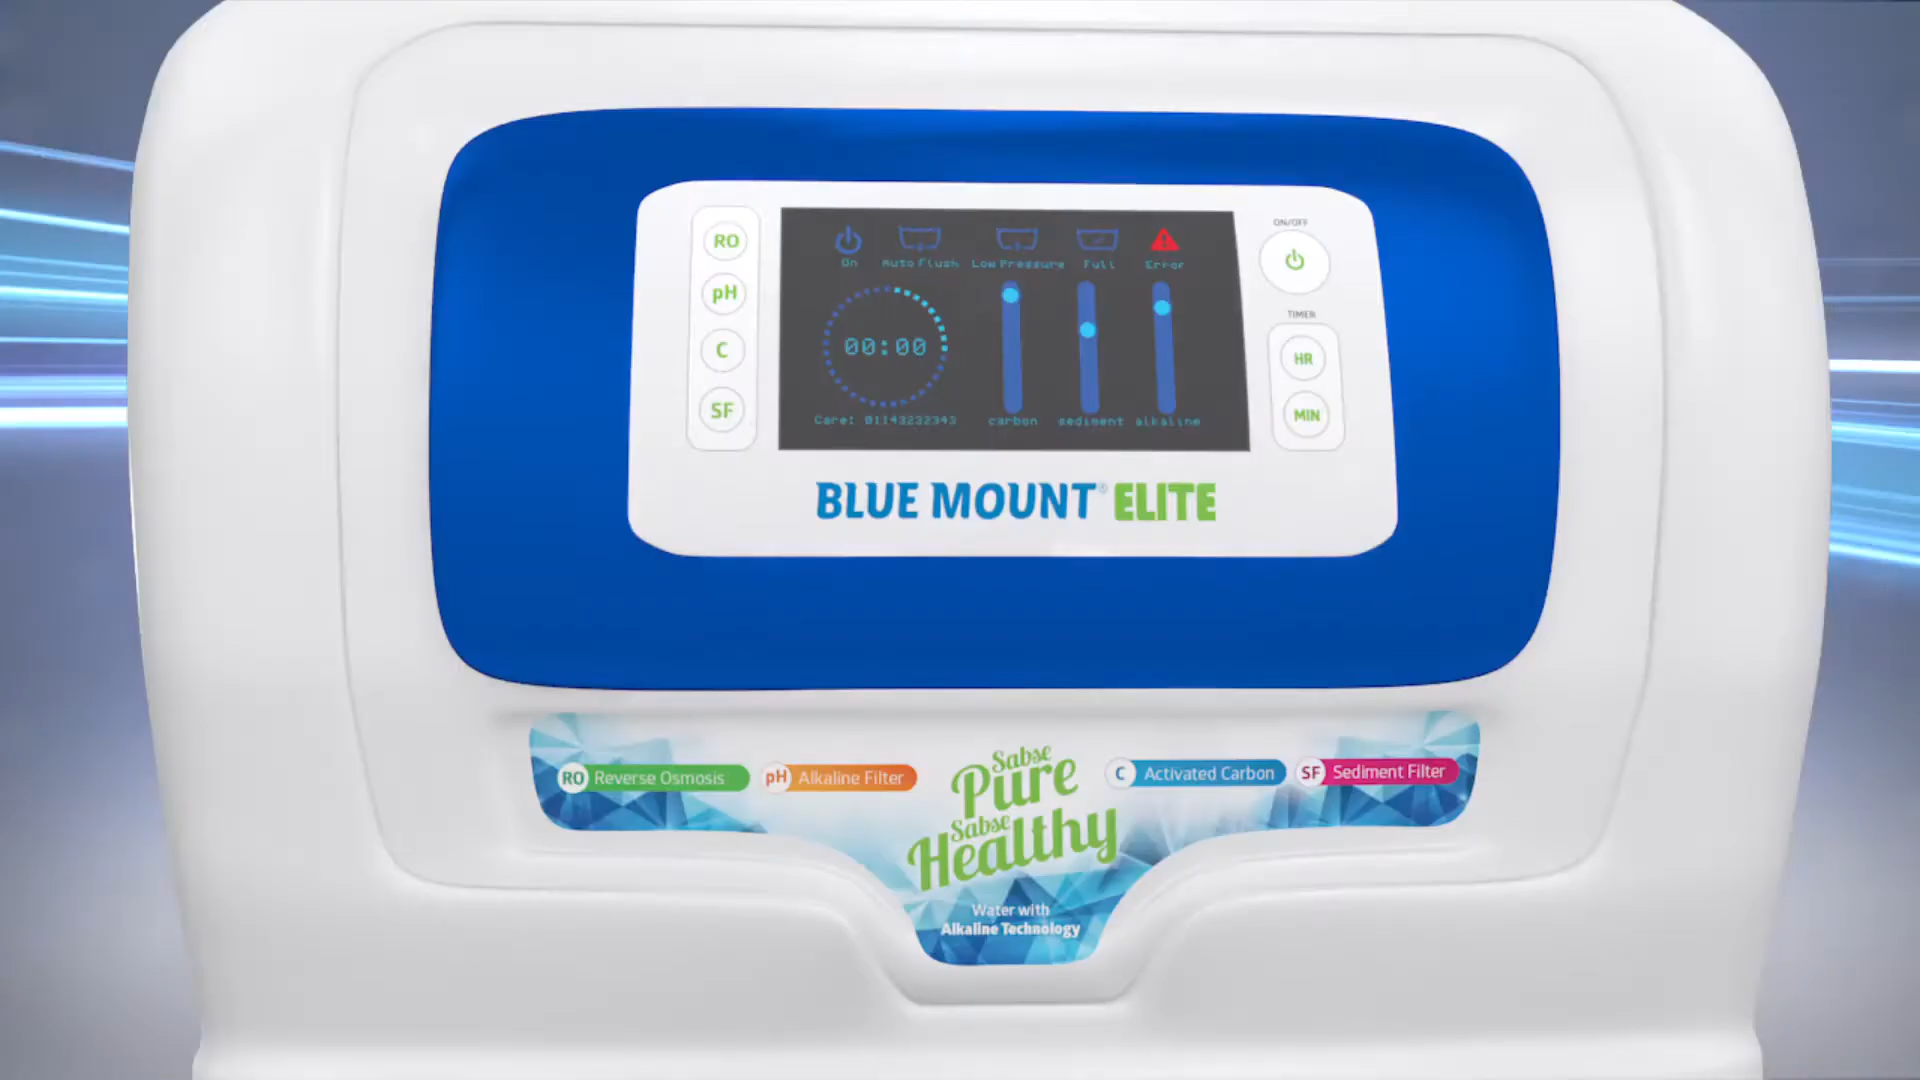 RO
pH
C
SF
On
Auto Flush
Low Pressure
Full
Error
00:00
Care: 01143232343
carbon
sediment
alkaline
ON/OFF
TIMER
HR
MIN
BLUE MOUNT® ELITE
RO Reverse Osmosis
pH Alkaline Filter
Sabse
Pure
Sabse
Healthy
C Activated Carbon
SF Sediment Filter
Water with
Alkaline Technology